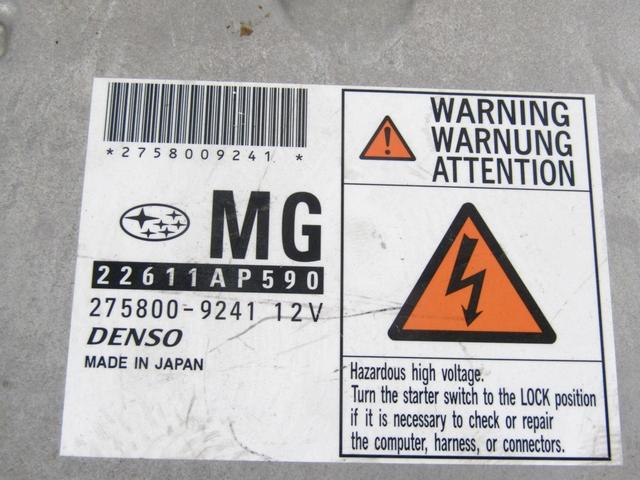 *2758009241 *
MG
22611AP590
275800-9241 12V
DENSO
MADE IN JAPAN
WARNING
WARNUNG
ATTENTION
Hazardous high voltage.
Turn the starter switch to the LOCK position
if it is necessary to check or repair
the computer, harness, or connectors.